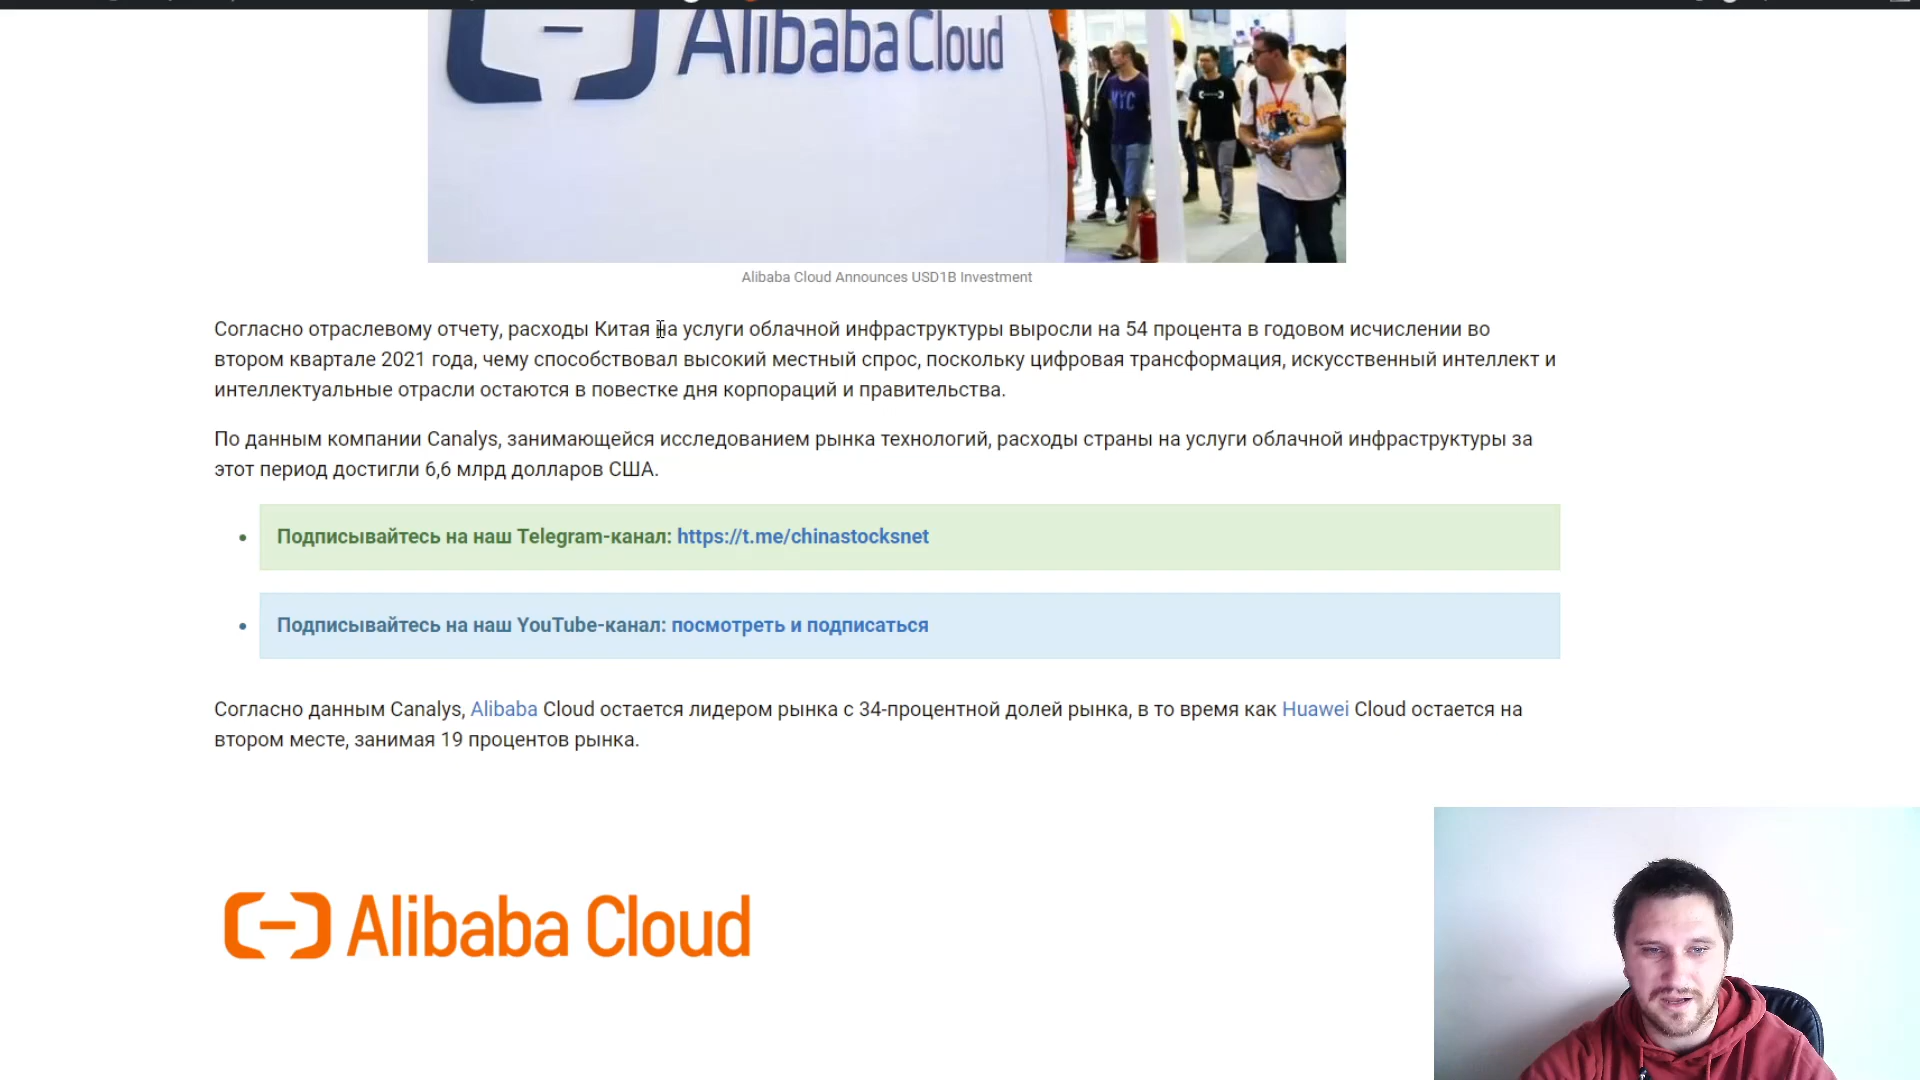 Alibaba Cloud
NYC
Alibaba Cloud Announces USD1B Investment
Согласно отраслевому отчету, расходы Китая на услуги облачной инфраструктуры выросли на 54 процента в годовом исчислении во
втором квартале 2021 года, чему способствовал высокий местный спрос, поскольку цифровая трансформация, искусственный интеллект и
интеллектуальные отрасли остаются в повестке дня корпораций и правительства.
По данным компании Canalys, занимающейся исследованием рынка технологий, расходы страны на услуги облачной инфраструктуры за
этот период достигли 6,6 млрд долларов США.
Подписывайтесь на наш Telegram-канал: https://t.me/chinastocksnet
Подписывайтесь на наш YouTube-канал: посмотреть и подписаться
Согласно данным Canalys, Alibaba Cloud остается лидером рынка с 34-процентной долей рынка, в то время как Huawei Cloud остается на
втором месте, занимая 19 процентов рынка.
Alibaba Cloud